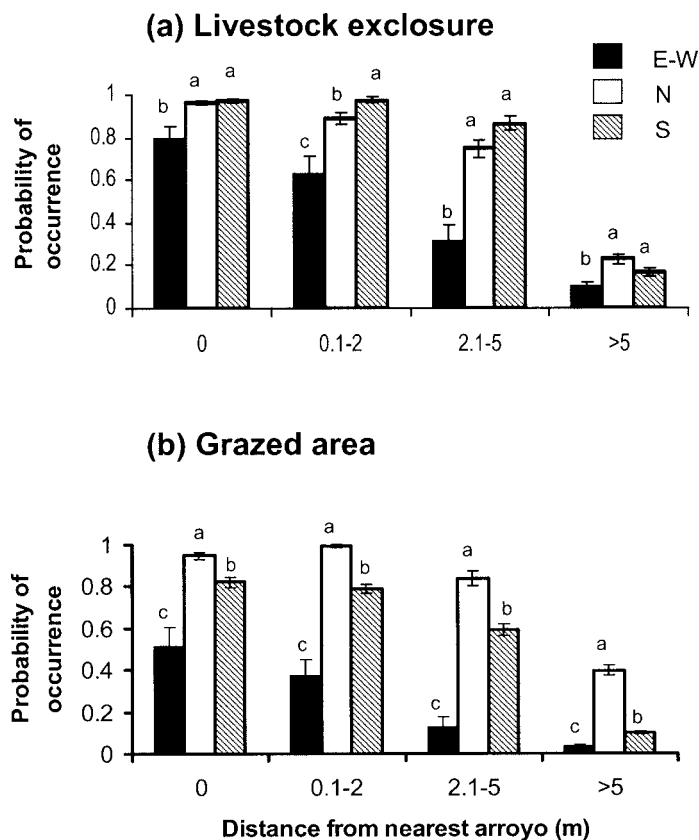 (a) Livestock exclosure
E-W
N
S
Probability of
occurrence
1
0.8
0.6
0.4
0.2
0
b a a
c b a
b a a
b a a
0 0.1-2 2.1-5 >5
(b) Grazed area
Probability of
occurrence
1
0.8
0.6
0.4
0.2
0
c a b
c a b
c a b
c a b
0 0.1-2 2.1-5 >5
Distance from nearest arroyo (m)